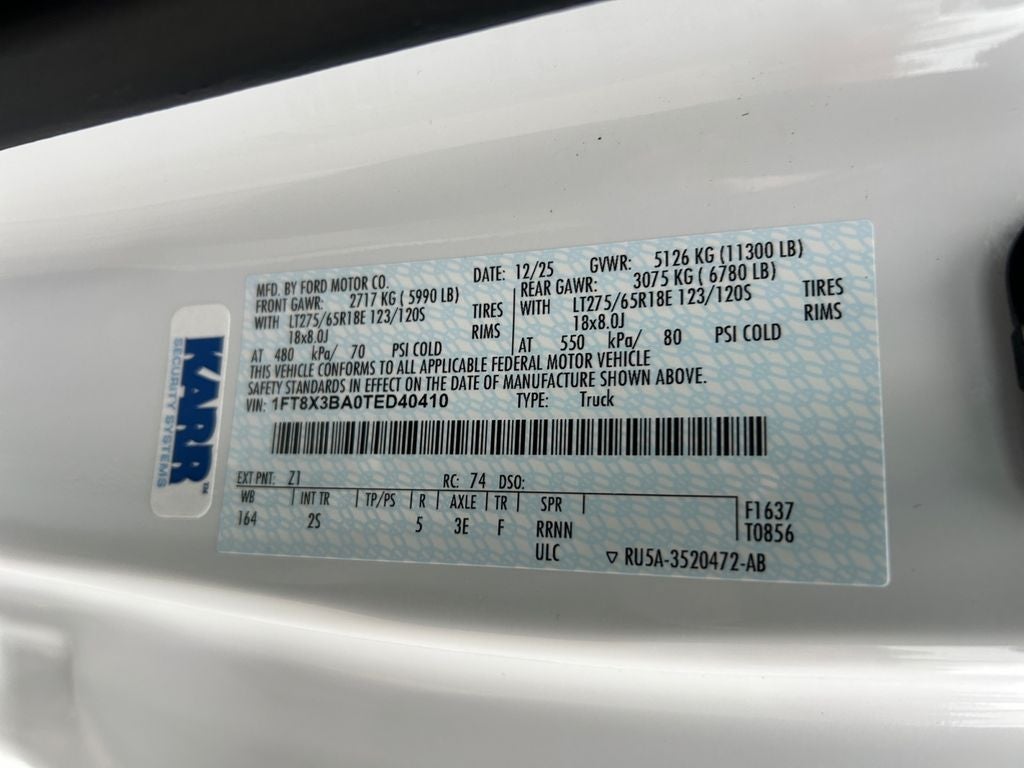 KARR™
SECURITY SYSTEMS
MFD. BY FORD MOTOR CO. DATE: 12/25 GVWR: 5126 KG (11300 LB)
FRONT GAWR: 2717 KG ( 5990 LB) REAR GAWR: 3075 KG ( 6780 LB)
WITH LT275/65R18E 123/120S TIRES WITH LT275/65R18E 123/120S TIRES
18x8.0J RIMS 18x8.0J RIMS
AT 480 kPa/ 70 PSI COLD AT 550 kPa/ 80 PSI COLD
THIS VEHICLE CONFORMS TO ALL APPLICABLE FEDERAL MOTOR VEHICLE
SAFETY STANDARDS IN EFFECT ON THE DATE OF MANUFACTURE SHOWN ABOVE.
VIN: 1FT8X3BA0TED40410 TYPE: Truck
EXT PNT: Z1 RC: 74 DSO:
WB INT TR TP/PS R AXLE TR SPR F1637
164 2S 5 3E F RRNN T0856
ULC ▽ RU5A-3520472-AB